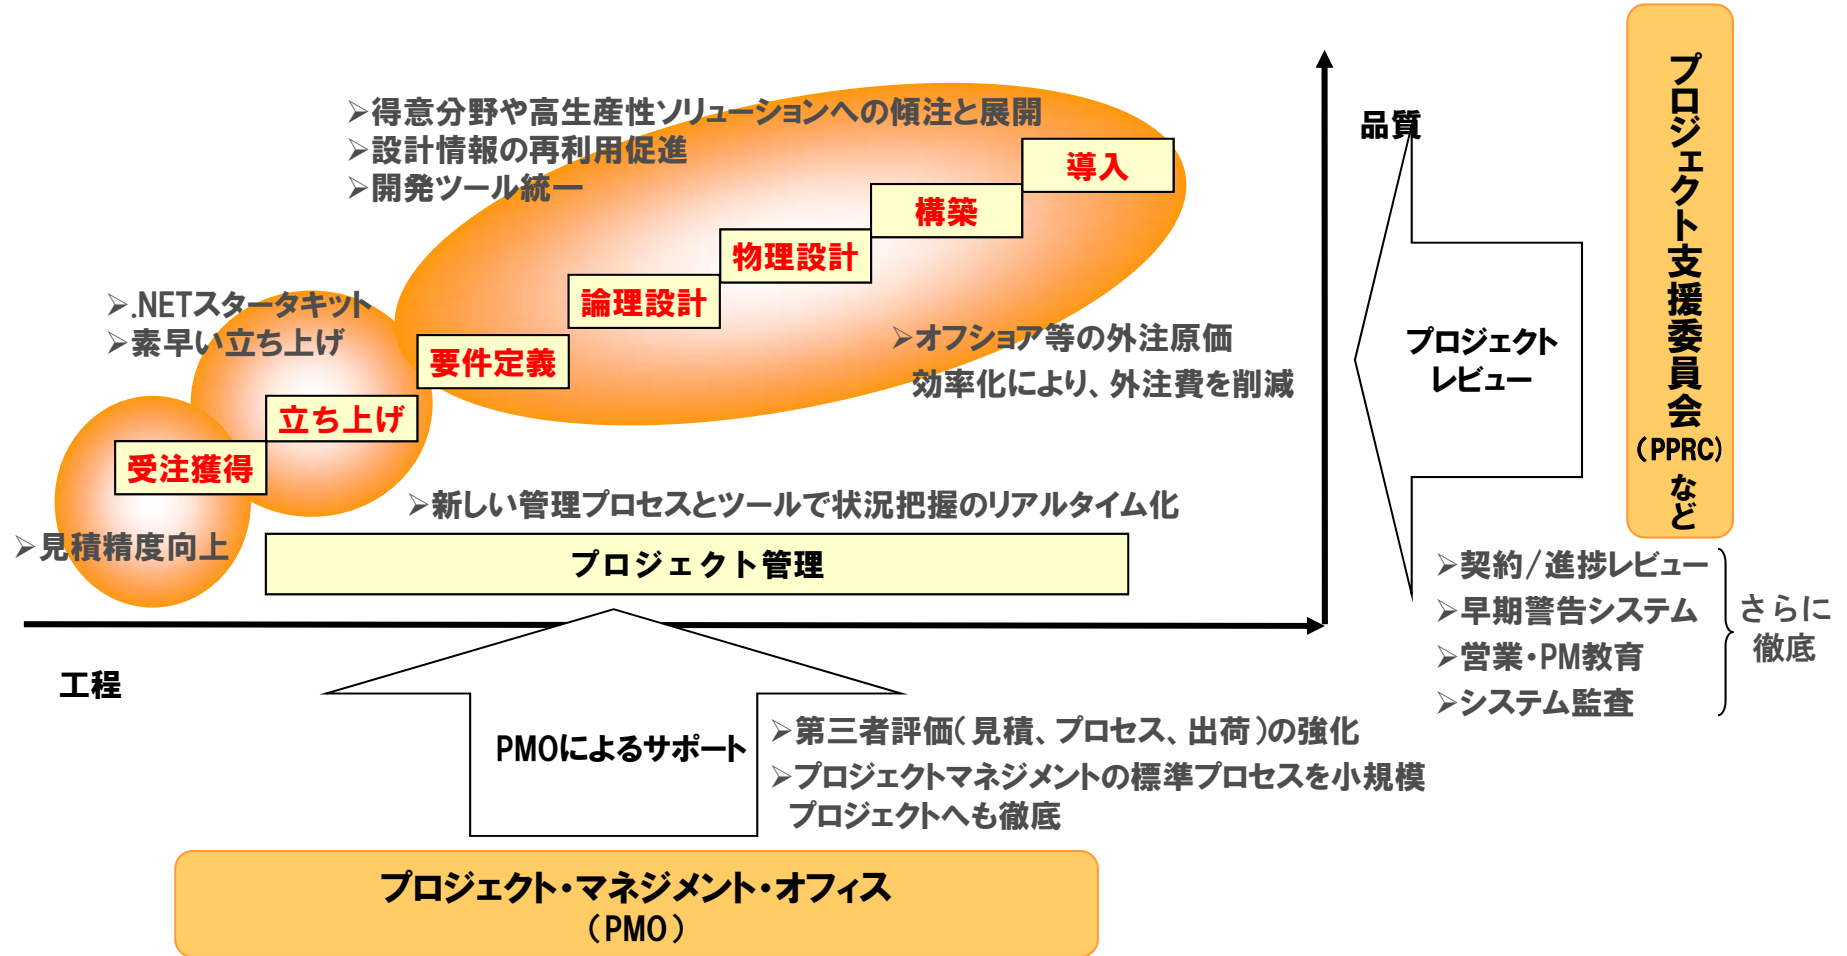 ➢得意分野や高生産性ソリューションへの傾注と展開
➢設計情報の再利用促進
➢開発ツール統一
導入
構築
物理設計
論理設計
要件定義
立ち上げ
受注獲得
➢.NETスタータキット
➢素早い立ち上げ
➢オフショア等の外注原価
効率化により、外注費を削減
➢見積精度向上
➢新しい管理プロセスとツールで状況把握のリアルタイム化
プロジェクト管理
工程
品質
プロジェクト
レビュー
プロジェクト支援委員会
(PPRC)
など
➢契約/進捗レビュー
➢早期警告システム
➢営業・PM教育
➢システム監査
さらに
徹底
PMOによるサポート
➢第三者評価(見積、プロセス、出荷)の強化
➢プロジェクトマネジメントの標準プロセスを小規模
プロジェクトへも徹底
プロジェクト・マネジメント・オフィス
(PMO)